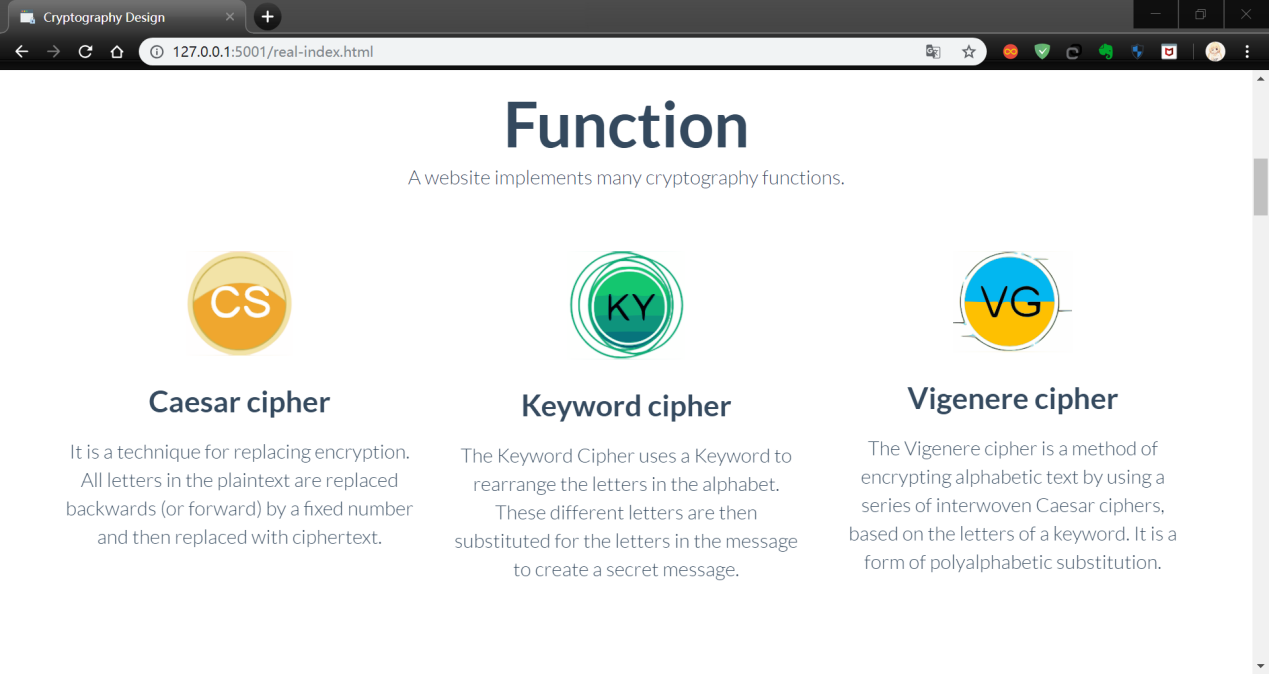 Cryptography Design
127.0.0.1:5001/real-index.html
Function
A website implements many cryptography functions.
CS
Caesar cipher
It is a technique for replacing encryption.
All letters in the plaintext are replaced
backwards (or forward) by a fixed number
and then replaced with ciphertext.
KY
Keyword cipher
The Keyword Cipher uses a Keyword to
rearrange the letters in the alphabet.
These different letters are then
substituted for the letters in the message
to create a secret message.
VG
Vigenere cipher
The Vigenere cipher is a method of
encrypting alphabetic text by using a
series of interwoven Caesar ciphers,
based on the letters of a keyword. It is a
form of polyalphabetic substitution.